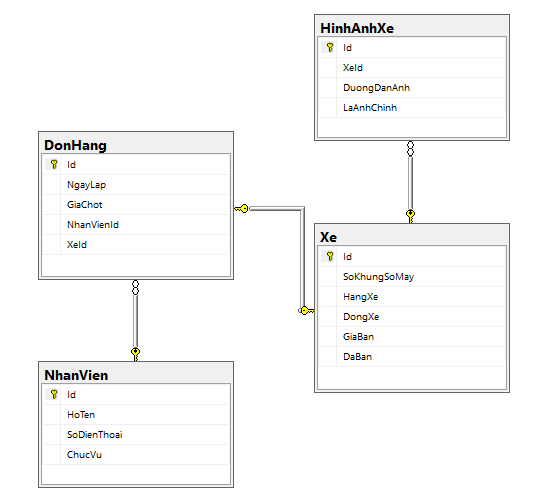 HinhAnhXe
Id
XeId
DuongDanAnh
LaAnhChinh
DonHang
Id
NgayLap
GiaChot
NhanVienId
XeId
Xe
Id
SoKhungSoMay
HangXe
DongXe
GiaBan
DaBan
NhanVien
Id
HoTen
SoDienThoai
ChucVu